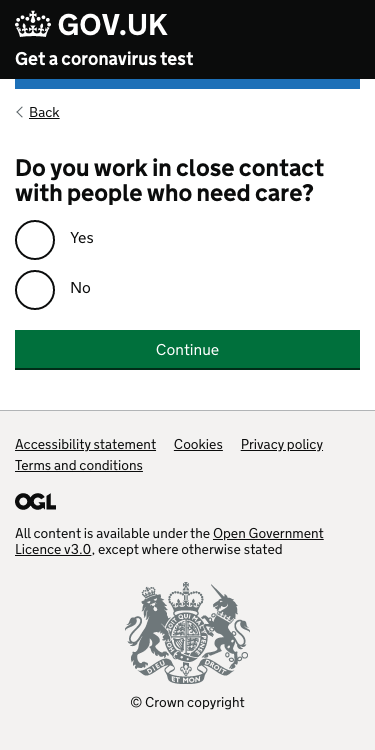 GOV.UK
Get a coronavirus test
Back
Do you work in close contact
with people who need care?
Yes
No
Continue
Accessibility statement Cookies Privacy policy
Terms and conditions
OGL
All content is available under the Open Government
Licence v3.0, except where otherwise stated
DIEU ET MON DROIT
© Crown copyright